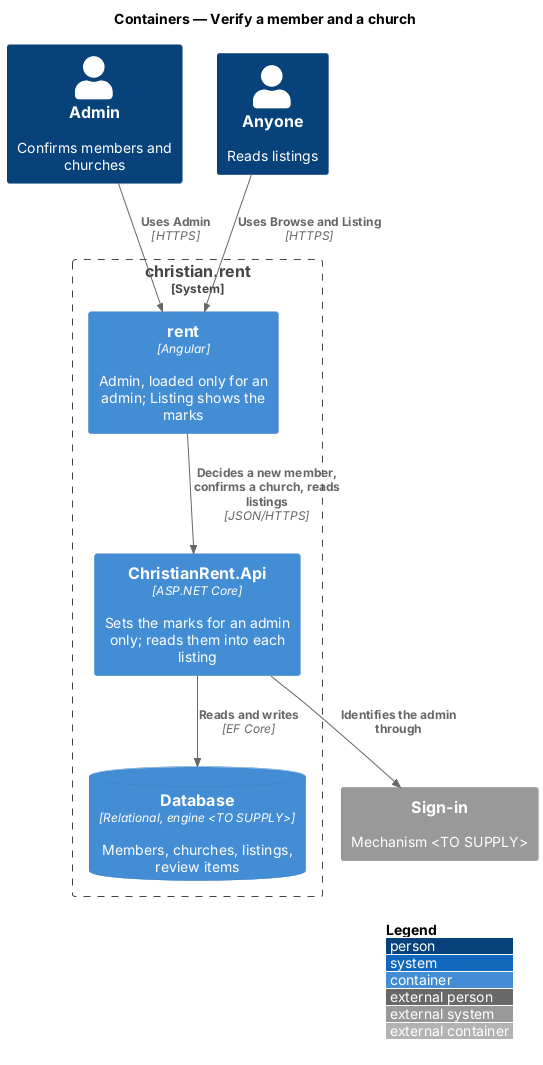 Containers — Verify a member and a church
Admin
Confirms members and
churches
Anyone
Reads listings
Uses Admin
[HTTPS]
Uses Browse and Listing
[HTTPS]
christian.rent
[System]
rent
[Angular]
Admin, loaded only for an
admin; Listing shows the
marks
Decides a new member,
confirms a church, reads
listings
[JSON/HTTPS]
ChristianRent.Api
[ASP.NET Core]
Sets the marks for an admin
only; reads them into each
listing
Reads and writes
[EF Core]
Identifies the admin
through
Database
[Relational, engine <TO SUPPLY>]
Members, churches, listings,
review items
Sign-in
Mechanism <TO SUPPLY>
Legend
person
system
container
external person
external system
external container